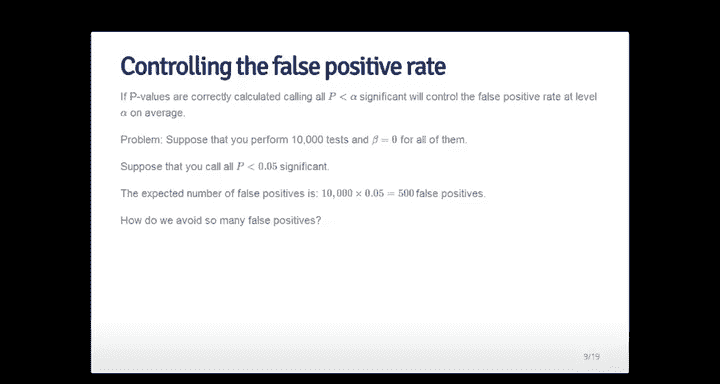 Controlling the false positive rate
If P-values are correctly calculated calling all P < α significant will control the false positive rate at level
α on average.
Problem: Suppose that you perform 10,000 tests and β = 0 for all of them.
Suppose that you call all P < 0.05 significant.
The expected number of false positives is: 10,000 × 0.05 = 500 false positives.
How do we avoid so many false positives?
9/19